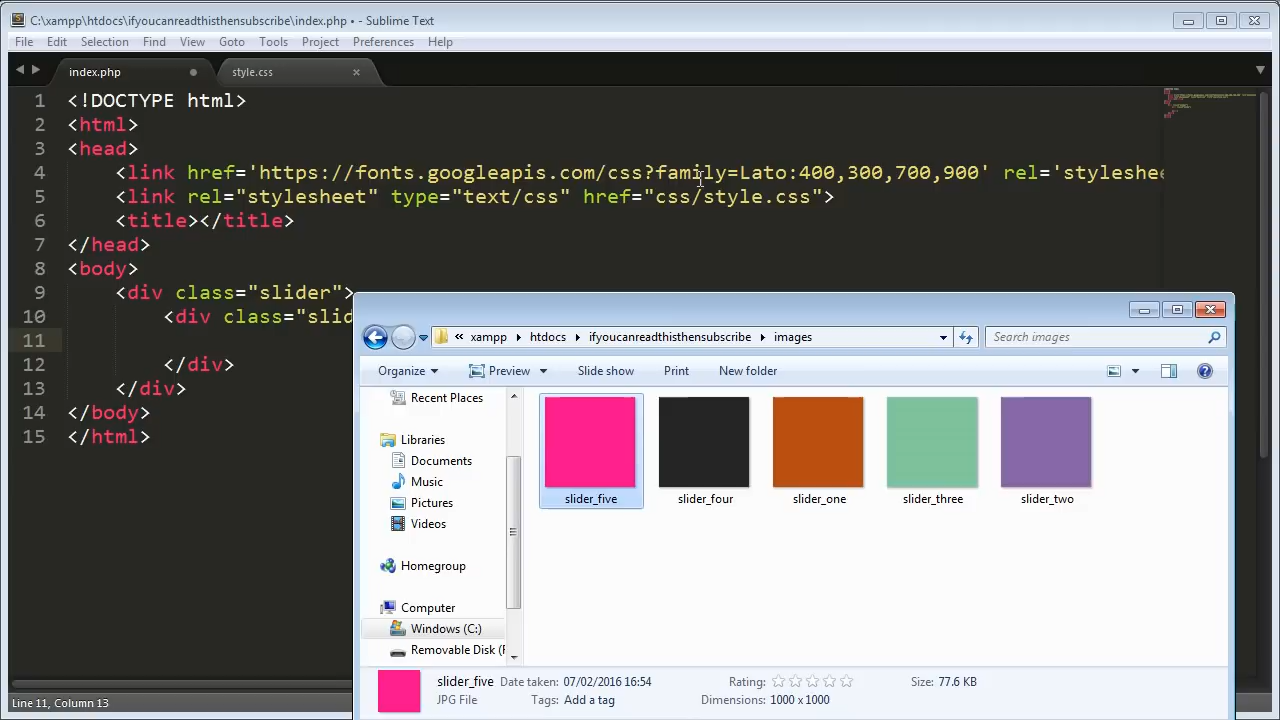 C:\xampp\htdocs\ifyoucanreadthisthensubscribe\index.php • - Sublime Text
File Edit Selection Find View Goto Tools Project Preferences Help
index.php style.css
1 <!DOCTYPE html>
2 <html>
3 <head>
4 <link href='https://fonts.googleapis.com/css?family=Lato:400,300,700,900' rel='styleshee
5 <link rel="stylesheet" type="text/css" href="css/style.css">
6 <title></title>
7 </head>
8 <body>
9 <div class="slider">
10 <div class="slid
11
12 </div>
13 </div>
14 </body>
15 </html>
« xampp htdocs ifyoucanreadthisthensubscribe images Search images
Organize Preview Slide show Print New folder
Recent Places
Libraries
Documents
Music
Pictures
Videos
Homegroup
Computer
Windows (C:)
Removable Disk (F
slider_five slider_four slider_one slider_three slider_two
slider_five Date taken: 07/02/2016 16:54 Rating: Size: 77.6 KB
JPG File Tags: Add a tag Dimensions: 1000 x 1000
Line 11, Column 13